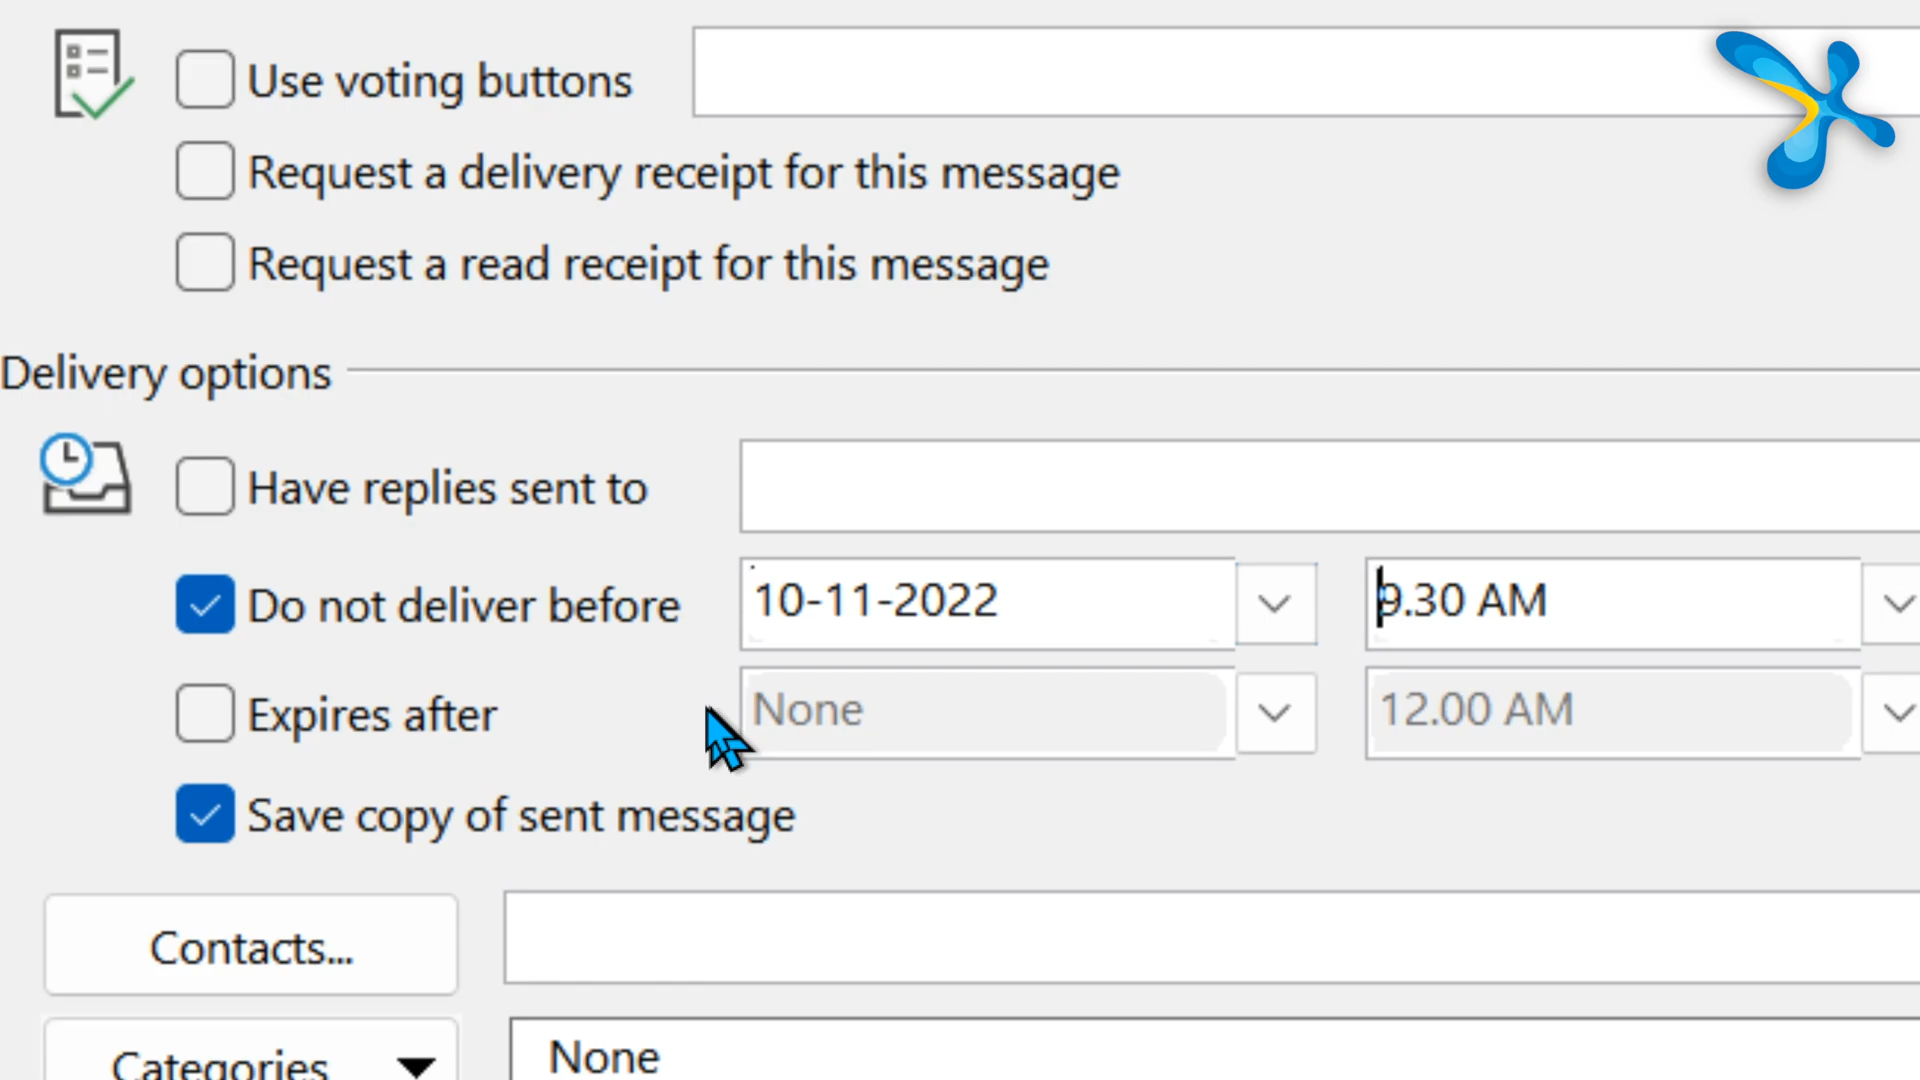 Use voting buttons
Request a delivery receipt for this message
Request a read receipt for this message
Delivery options
Have replies sent to
Do not deliver before 10-11-2022 9.30 AM
Expires after None 12.00 AM
Save copy of sent message
Contacts...
Categories None